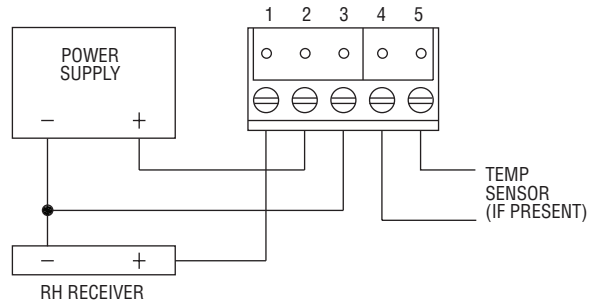 1 2 3 4 5
POWER
SUPPLY
– +
TEMP
SENSOR
(IF PRESENT)
– +
RH RECEIVER